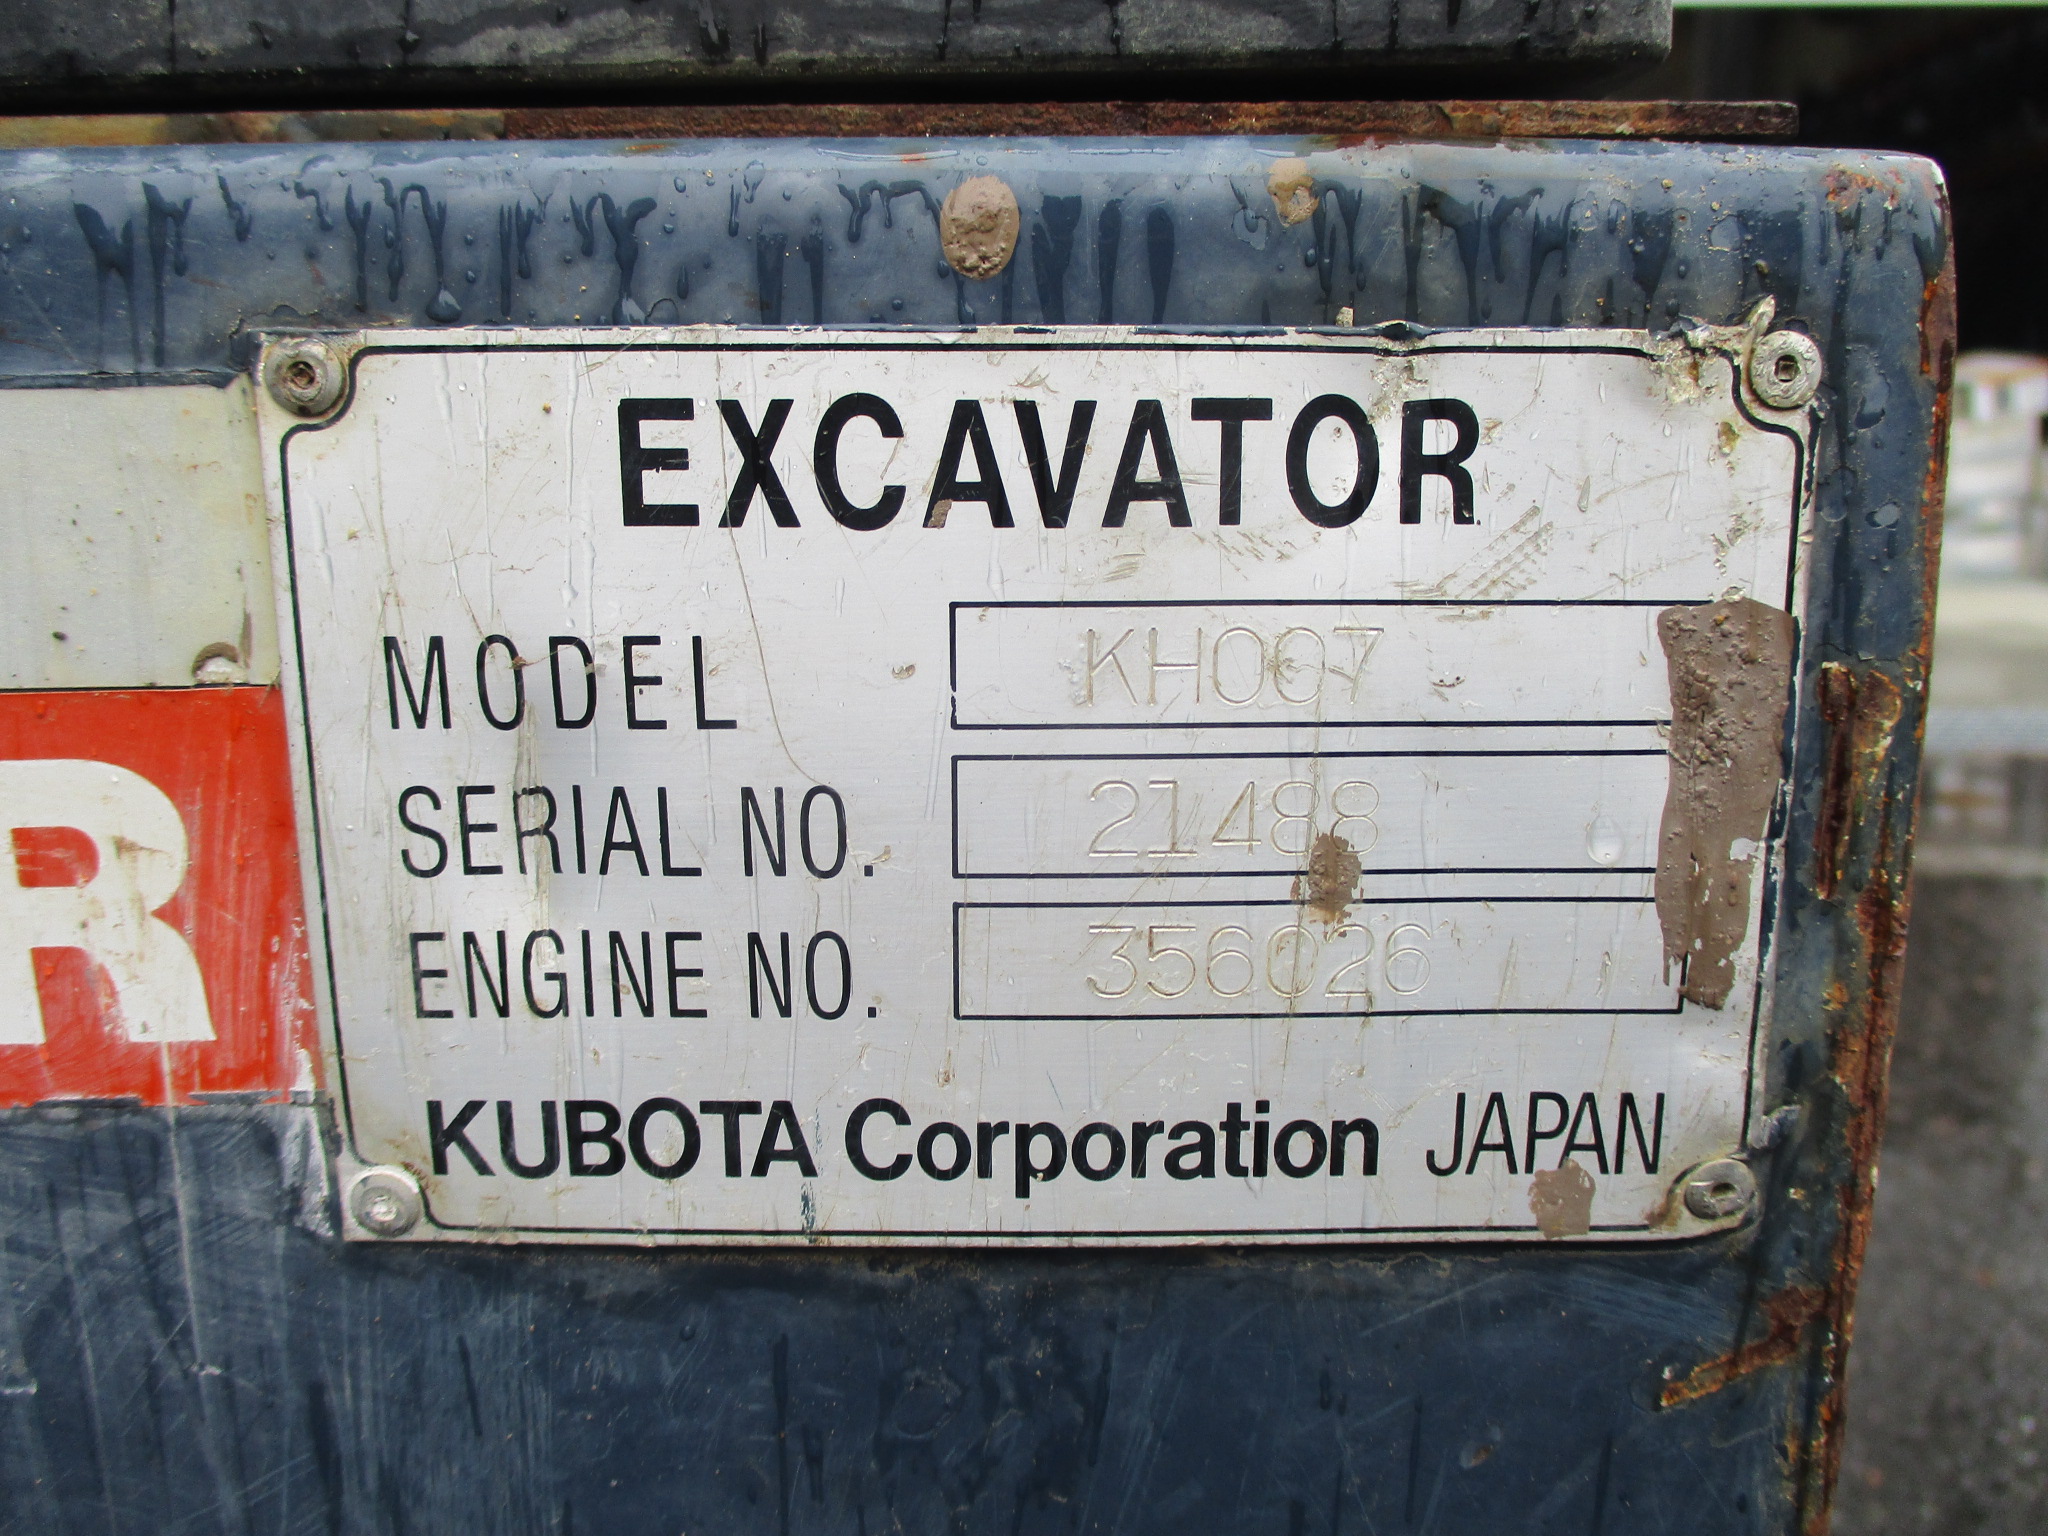 EXCAVATOR
MODEL KH007
SERIAL NO. 21488
ENGINE NO. 356026
KUBOTA Corporation JAPAN
R